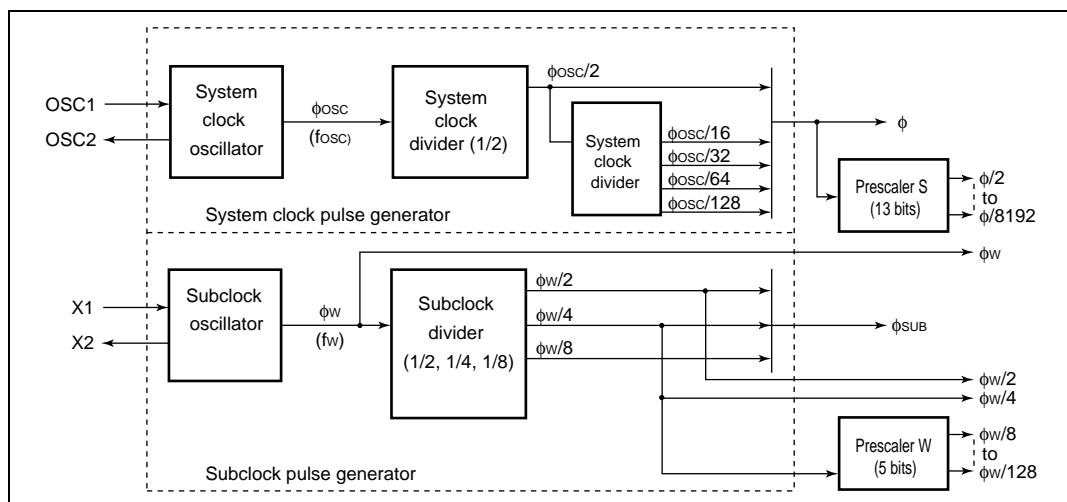 OSC1
OSC2
System
clock
oscillator
φOSC
(fOSC)
System
clock
divider (1/2)
φOSC/2
System
clock
divider
φOSC/16
φOSC/32
φOSC/64
φOSC/128
System clock pulse generator
φ
Prescaler S
(13 bits)
φ/2
to
φ/8192
X1
X2
Subclock
oscillator
φW
(fW)
Subclock
divider
(1/2, 1/4, 1/8)
φW/2
φW/4
φW/8
Subclock pulse generator
φW
φSUB
φW/2
φW/4
Prescaler W
(5 bits)
φW/8
to
φW/128